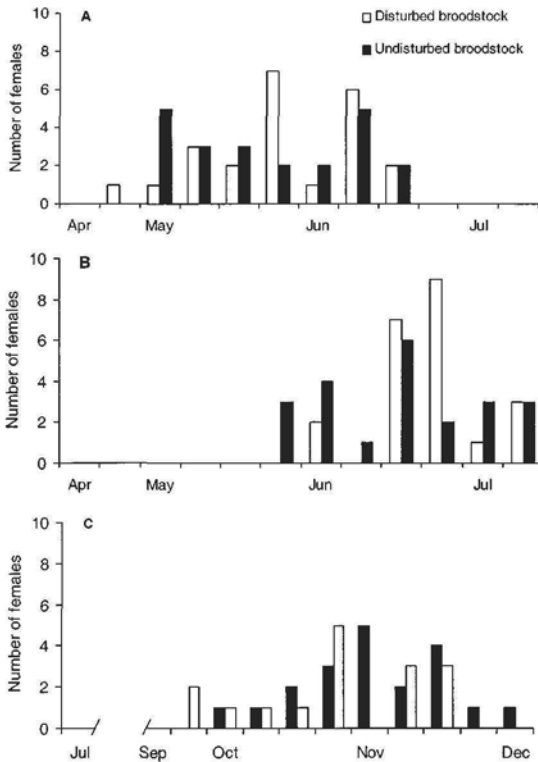 A
Disturbed broodstock
Undisturbed broodstock
Number of females
10
8
6
4
2
0
Apr May Jun Jul
B
Number of females
10
8
6
4
2
0
Apr May Jun Jul
C
Number of females
10
8
6
4
2
0
Jul Sep Oct Nov Dec